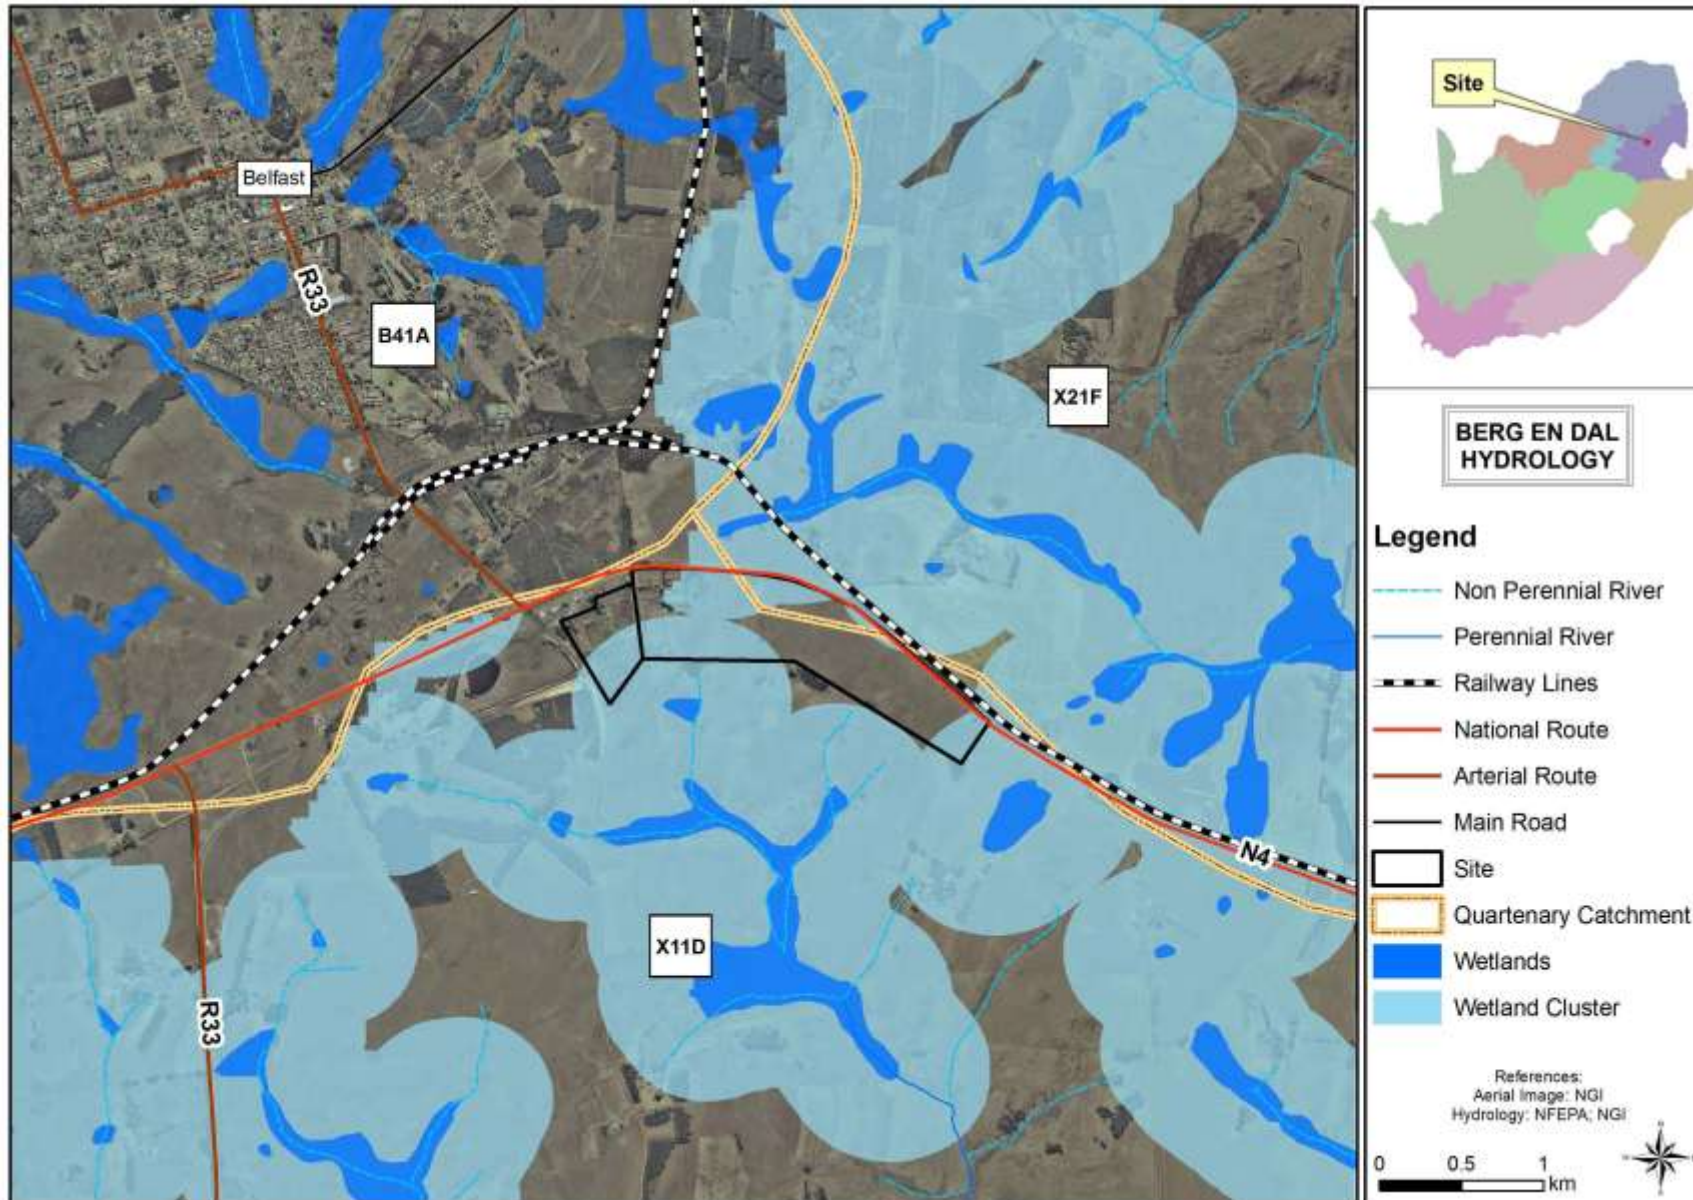 Belfast
R33
B41A
X21F
X11D
R33
N4
Site
BERG EN DAL
HYDROLOGY
Legend
Non Perennial River
Perennial River
Railway Lines
National Route
Arterial Route
Main Road
Site
Quartenary Catchment
Wetlands
Wetland Cluster
References:
Aerial Image: NGI
Hydrology: NFEPA; NGI
0 0.5 1
km